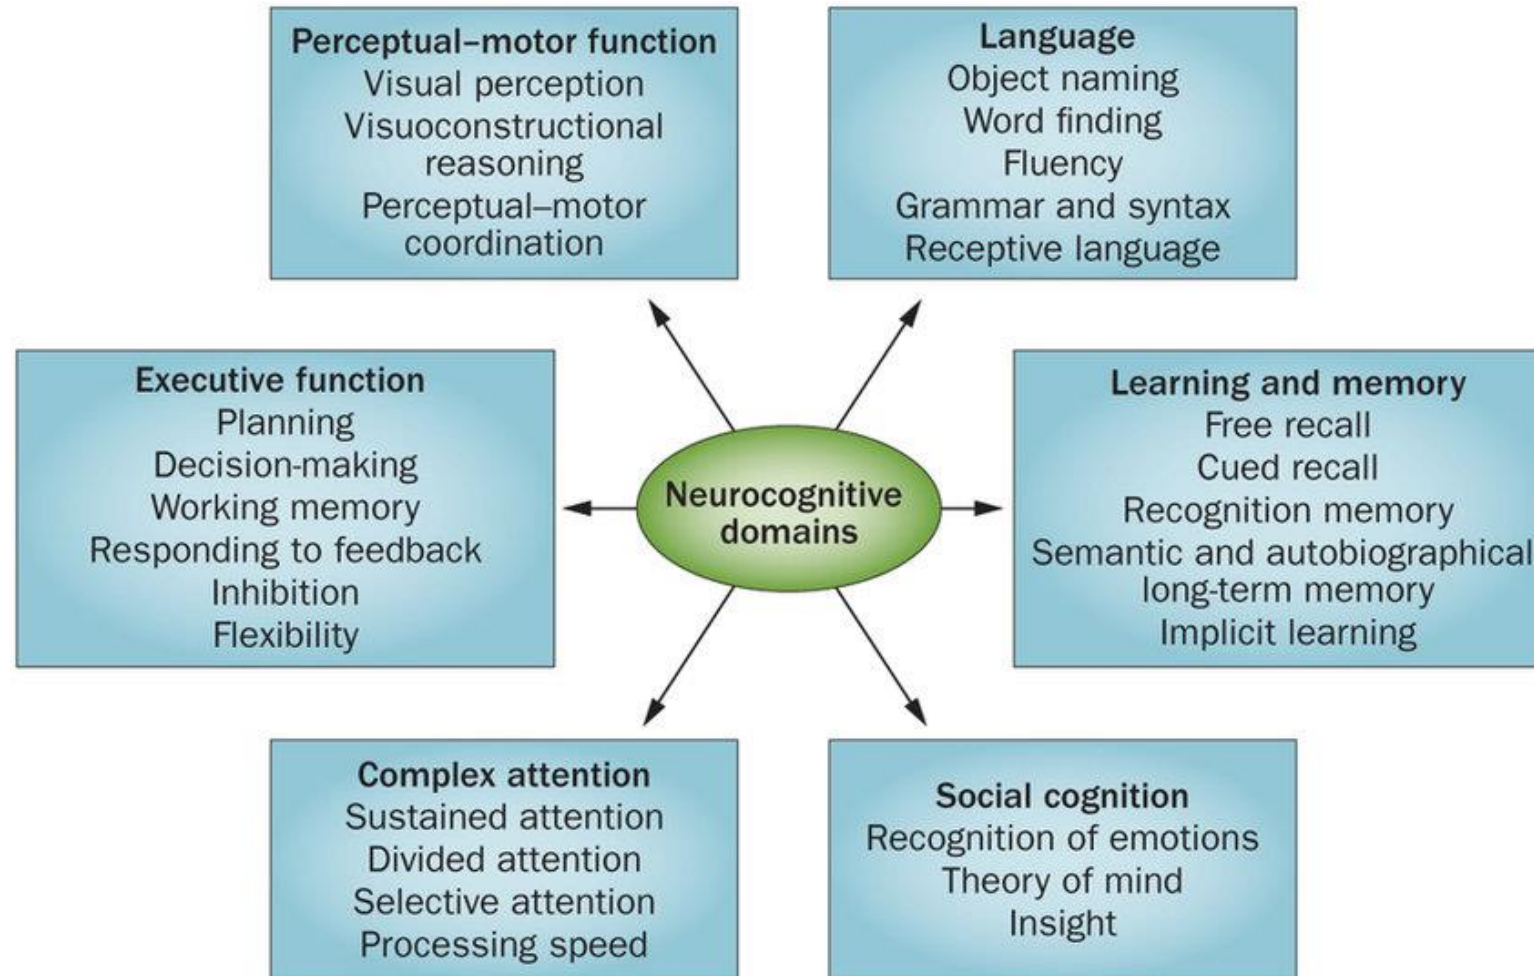 Perceptual–motor function
Visual perception
Visuoconstructional
reasoning
Perceptual–motor
coordination
Language
Object naming
Word finding
Fluency
Grammar and syntax
Receptive language
Executive function
Planning
Decision-making
Working memory
Responding to feedback
Inhibition
Flexibility
Neurocognitive
domains
Learning and memory
Free recall
Cued recall
Recognition memory
Semantic and autobiographical
long-term memory
Implicit learning
Complex attention
Sustained attention
Divided attention
Selective attention
Processing speed
Social cognition
Recognition of emotions
Theory of mind
Insight